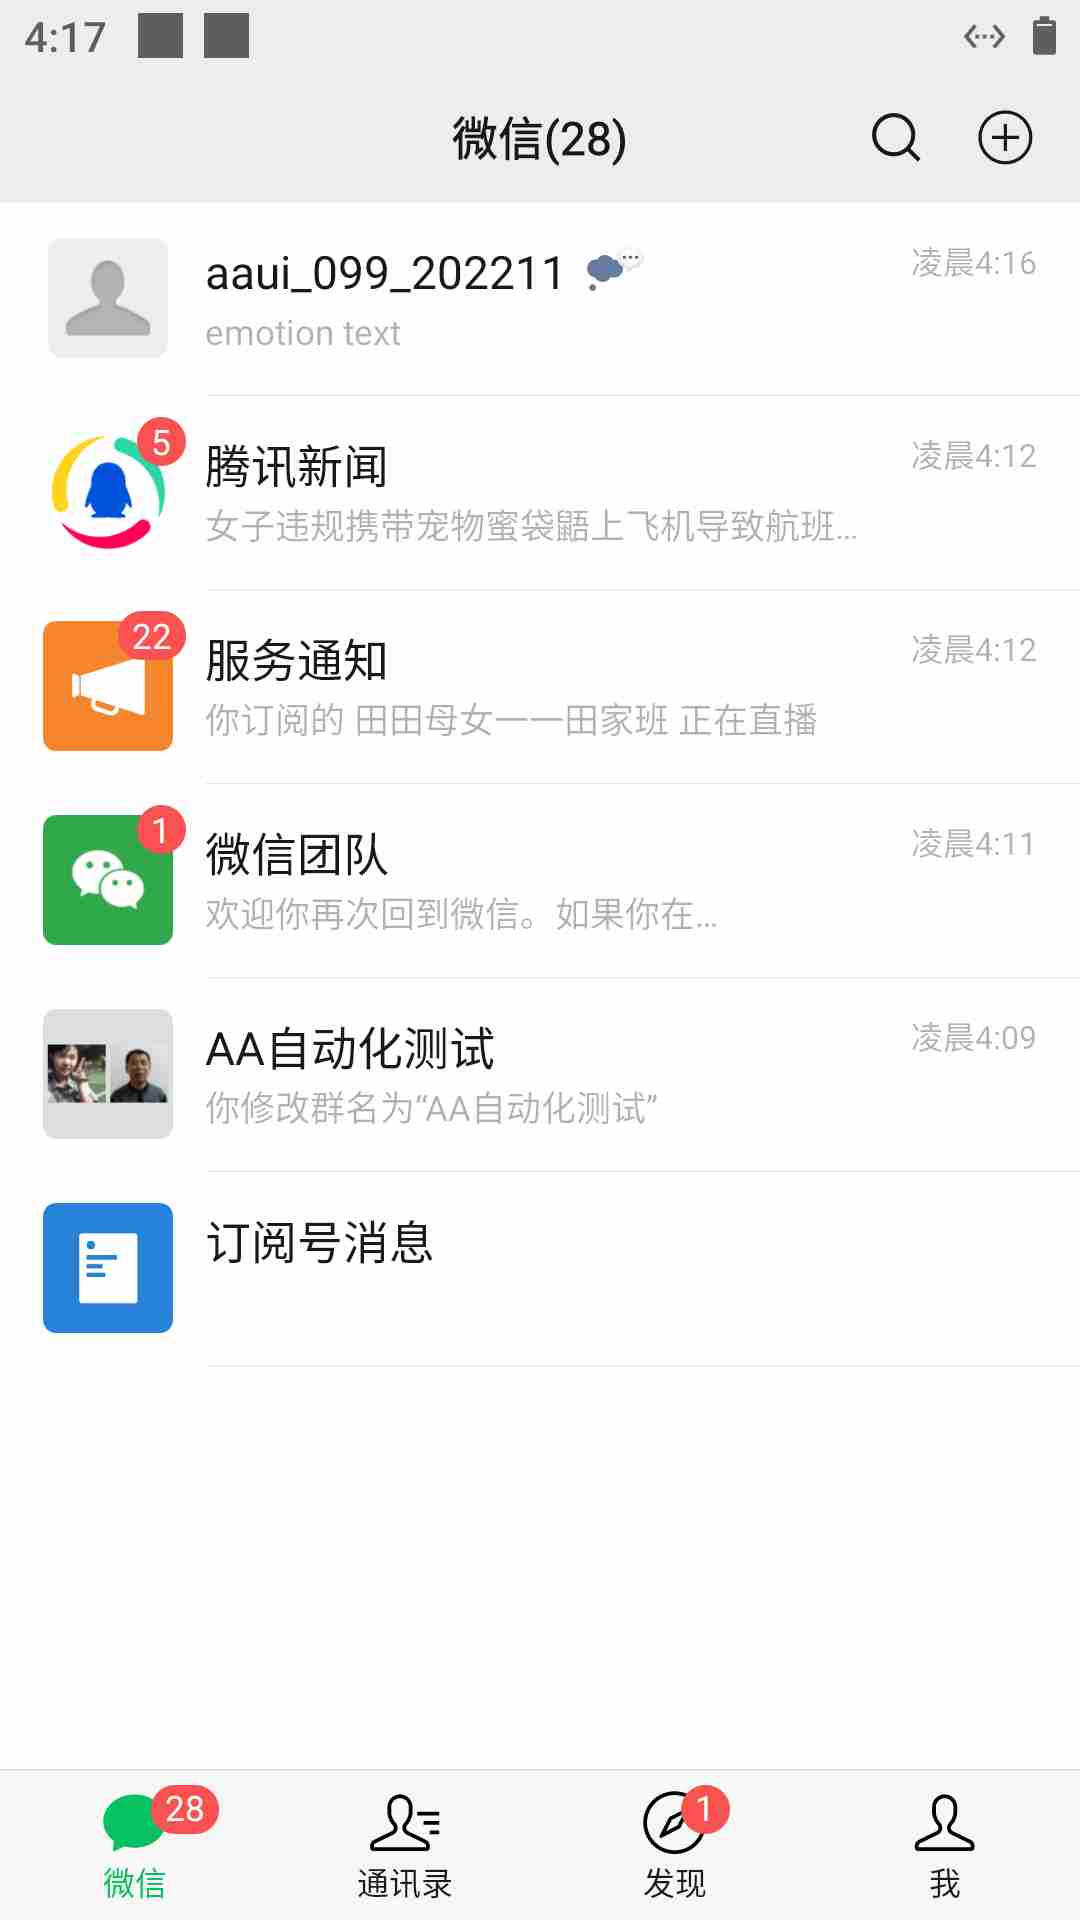 4:17
微信(28)
aaui_099_202211
凌晨4:16
emotion text
5
腾讯新闻
凌晨4:12
女子违规携带宠物蜜袋鼯上飞机导致航班...
22
服务通知
凌晨4:12
你订阅的 田田母女一一田家班 正在直播
1
微信团队
凌晨4:11
欢迎你再次回到微信。如果你在...
AA自动化测试
凌晨4:09
你修改群名为“AA自动化测试”
订阅号消息
28
1
微信
通讯录
发现
我